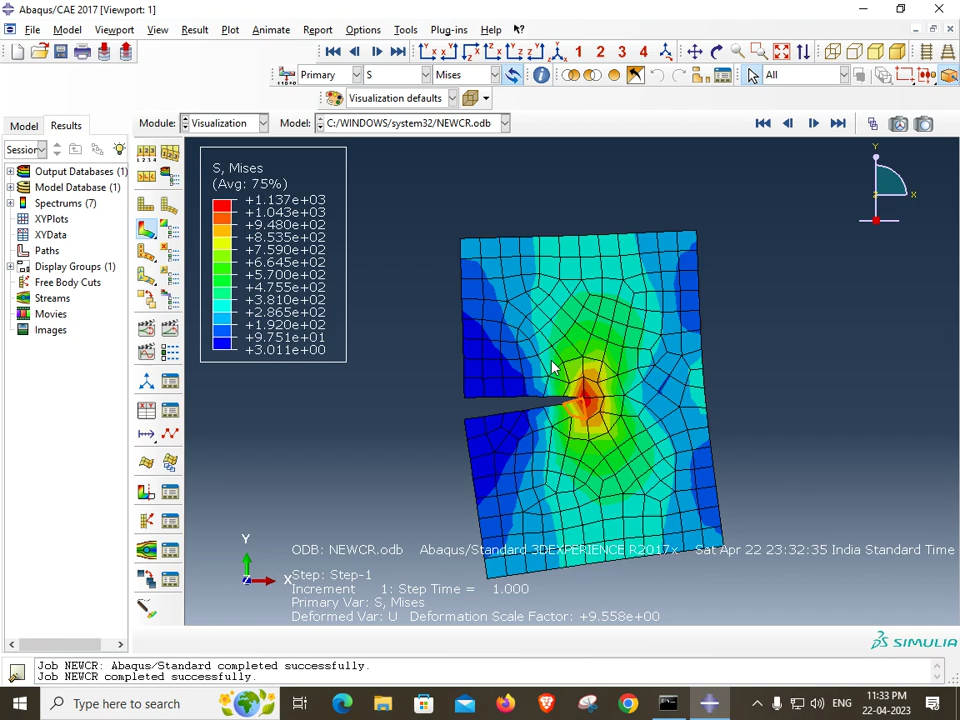 Abaqus/CAE 2017 [Viewport: 1]
File Model Viewport View Result Plot Animate Report Options Tools Plug-ins Help
1 2 3 4
Primary S Mises All
Visualization defaults
Model Results
Module: Visualization Model: C:/WINDOWS/system32/NEWCR.odb
Session
Output Databases (1)
Model Database (1)
Spectrums (7)
XYPlots
XYData
Paths
Display Groups (1)
Free Body Cuts
Streams
Movies
Images
S, Mises
(Avg: 75%)
+1.137e+03
+1.043e+03
+9.480e+02
+8.535e+02
+7.590e+02
+6.645e+02
+5.700e+02
+4.755e+02
+3.810e+02
+2.865e+02
+1.920e+02
+9.751e+01
+3.011e+00
Y
Z X
Y
Z X
ODB: NEWCR.odb Abaqus/Standard 3DEXPERIENCE R2017x Sat Apr 22 23:32:35 India Standard Time
Step: Step-1
Increment 1: Step Time = 1.000
Primary Var: S, Mises
Deformed Var: U Deformation Scale Factor: +9.558e+00
SIMULIA
Job NEWCR: Abaqus/Standard completed successfully.
Job NEWCR completed successfully.
Type here to search
ENG
11:33 PM
22-04-2023